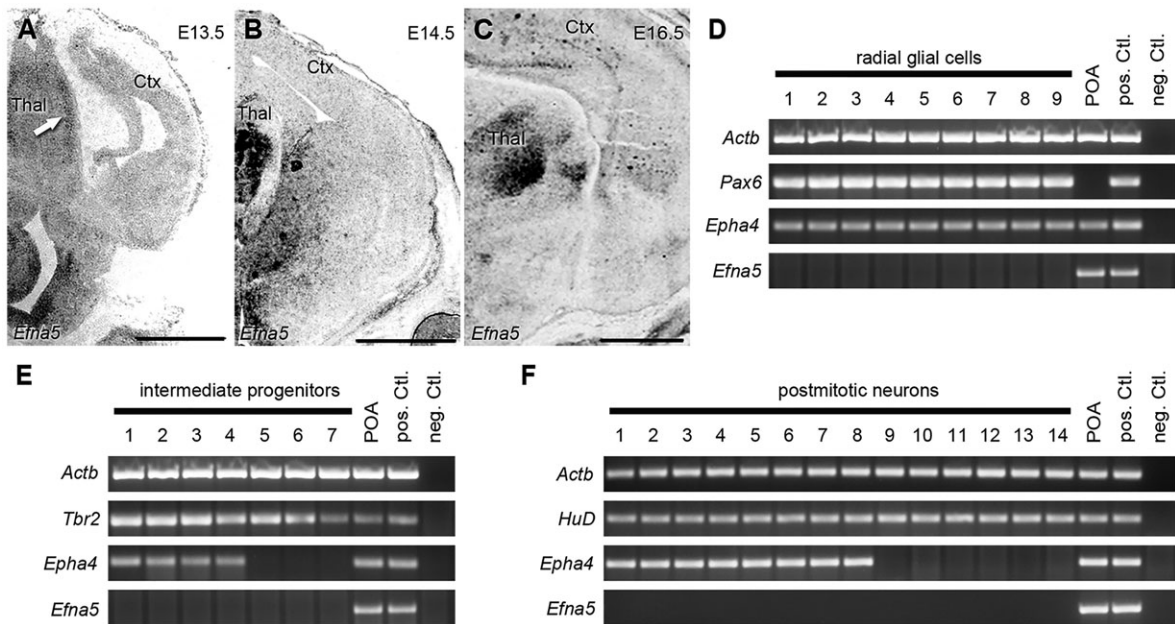 A
E13.5
Ctx
Thal
Efna5
B
E14.5
Ctx
Thal
Efna5
C
Ctx
E16.5
Thal
Efna5
D
radial glial cells
1 2 3 4 5 6 7 8 9 POA pos. Ctl. neg. Ctl.
Actb
Pax6
Epha4
Efna5
E
intermediate progenitors
1 2 3 4 5 6 7 POA pos. Ctl. neg. Ctl.
Actb
Tbr2
Epha4
Efna5
F
postmitotic neurons
1 2 3 4 5 6 7 8 9 10 11 12 13 14 POA pos. Ctl. neg. Ctl.
Actb
HuD
Epha4
Efna5